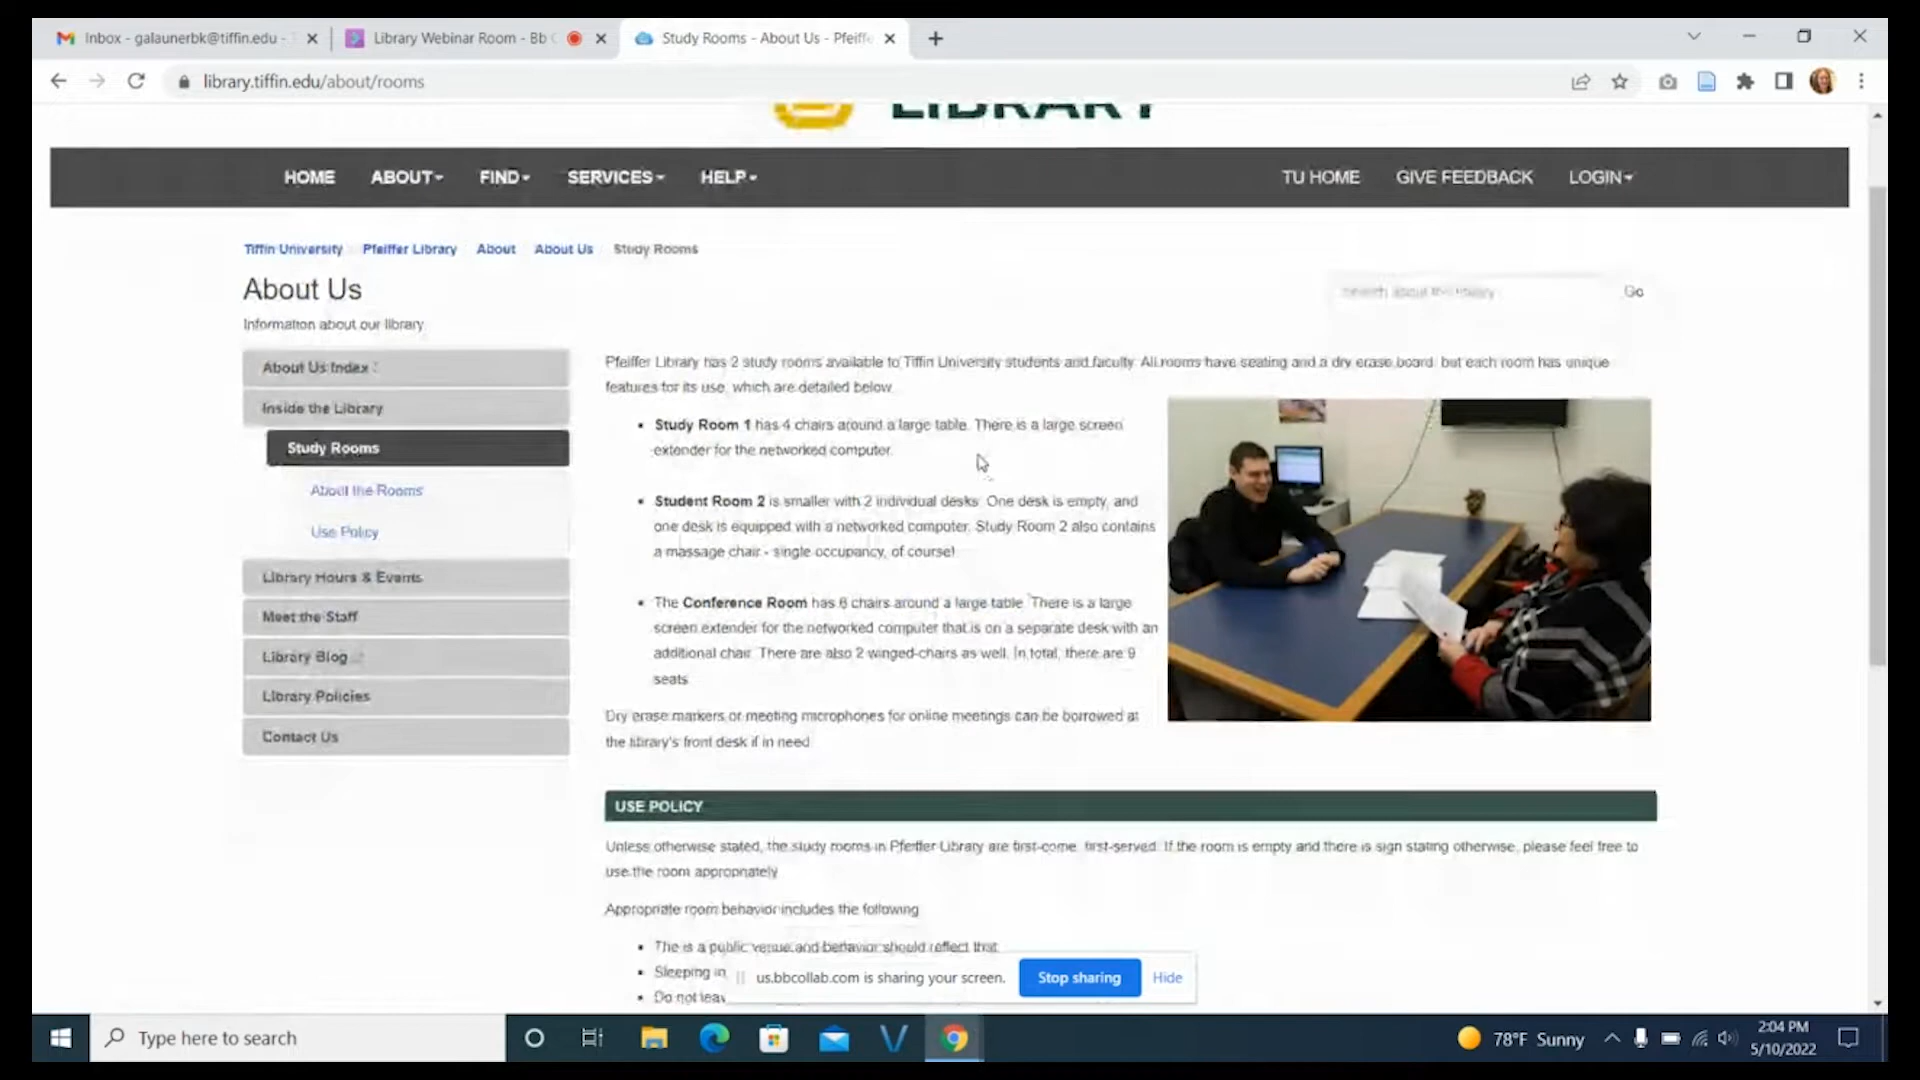 Inbox - galaunerbk@tiffin.edu -
Library Webinar Room - Bb C
Study Rooms - About Us - Pfeiffe
library.tiffin.edu/about/rooms
LIBRARY
HOME ABOUT FIND SERVICES HELP TU HOME GIVE FEEDBACK LOGIN
Tiffin University Pfeiffer Library About About Us Study Rooms
About Us
Information about our library
Search about the library Go
About Us Index
Inside the Library
Study Rooms
About the Rooms
Use Policy
Library Hours & Events
Meet the Staff
Library Blog
Library Policies
Contact Us
Pfeiffer Library has 2 study rooms available to Tiffin University students and faculty. All rooms have seating and a dry erase board, but each room has unique
features for its use, which are detailed below.
Study Room 1 has 4 chairs around a large table. There is a large screen
extender for the networked computer.
Student Room 2 is smaller with 2 individual desks. One desk is empty, and
one desk is equipped with a networked computer. Study Room 2 also contains
a massage chair - single occupancy, of course!
The Conference Room has 6 chairs around a large table. There is a large
screen extender for the networked computer that is on a separate desk with an
additional chair. There are also 2 winged-chairs as well. In total, there are 9
seats.
Dry erase markers or meeting microphones for online meetings can be borrowed at
the library's front desk if in need.
USE POLICY
Unless otherwise stated, the study rooms in Pfeiffer Library are first-come, first-served. If the room is empty and there is sign stating otherwise, please feel free to
use the room appropriately.
Appropriate room behavior includes the following
The is a public venue and behavior should reflect that.
Sleeping in
Do not leav
us.bbcollab.com is sharing your screen. Stop sharing Hide
Type here to search
78°F Sunny
2:04 PM
5/10/2022